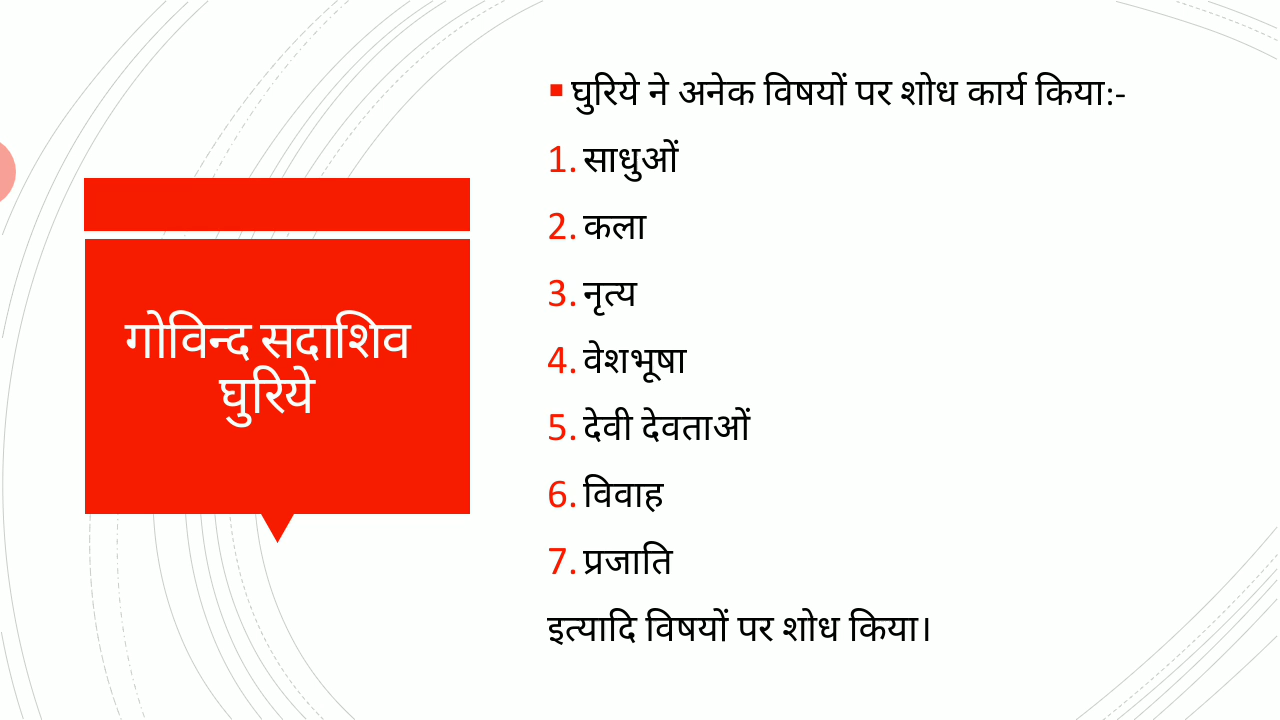 गोविन्द सदाशिव
घुरिये
▪ घुरिये ने अनेक विषयों पर शोध कार्य किया:-
1. साधुओं
2. कला
3. नृत्य
4. वेशभूषा
5. देवी देवताओं
6. विवाह
7. प्रजाति
इत्यादि विषयों पर शोध किया।